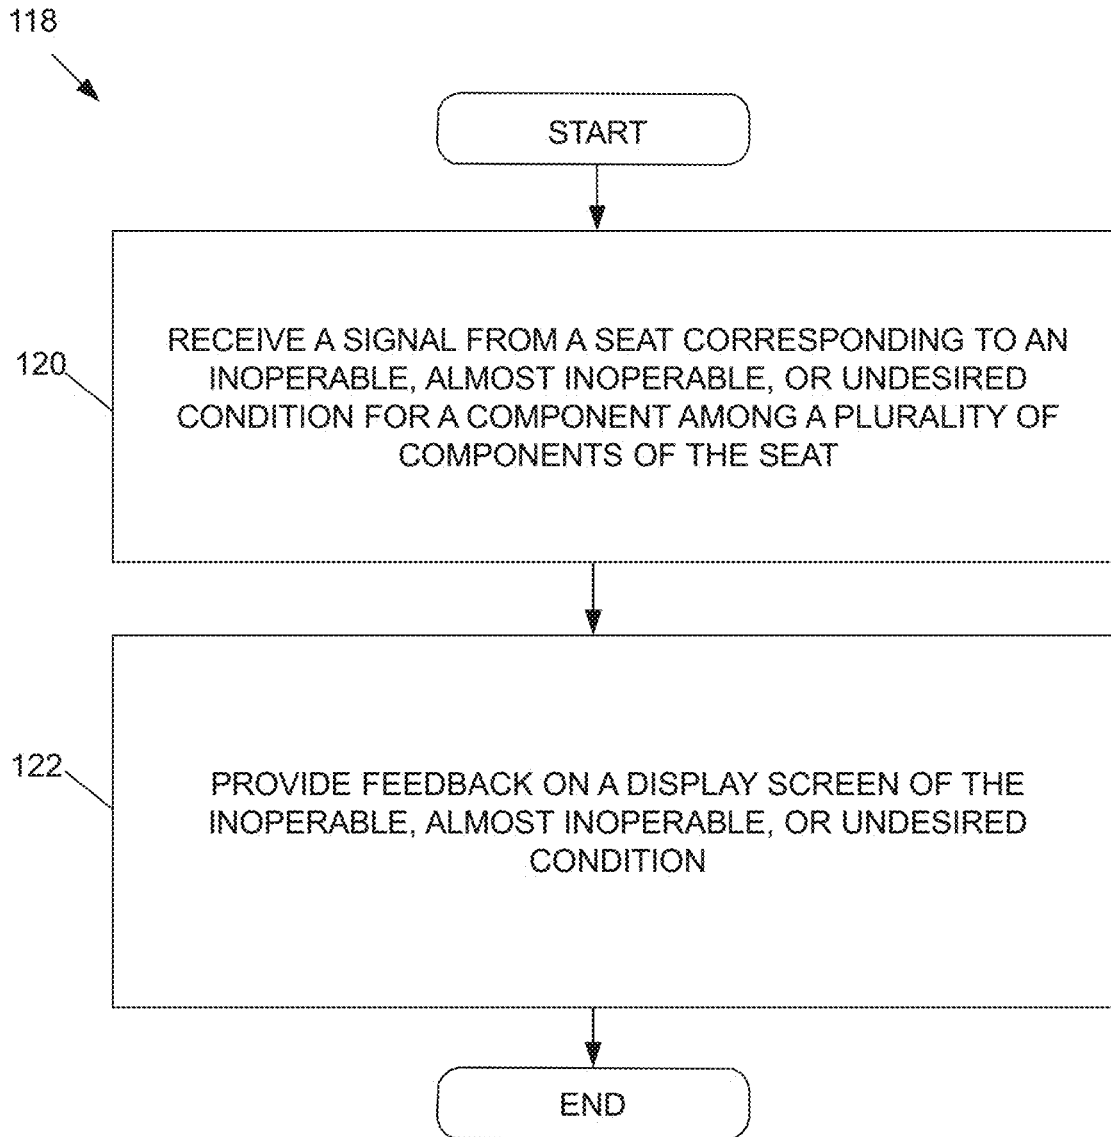 118
START
120
RECEIVE A SIGNAL FROM A SEAT CORRESPONDING TO AN
INOPERABLE, ALMOST INOPERABLE, OR UNDESIRED
CONDITION FOR A COMPONENT AMONG A PLURALITY OF
COMPONENTS OF THE SEAT
122
PROVIDE FEEDBACK ON A DISPLAY SCREEN OF THE
INOPERABLE, ALMOST INOPERABLE, OR UNDESIRED
CONDITION
END